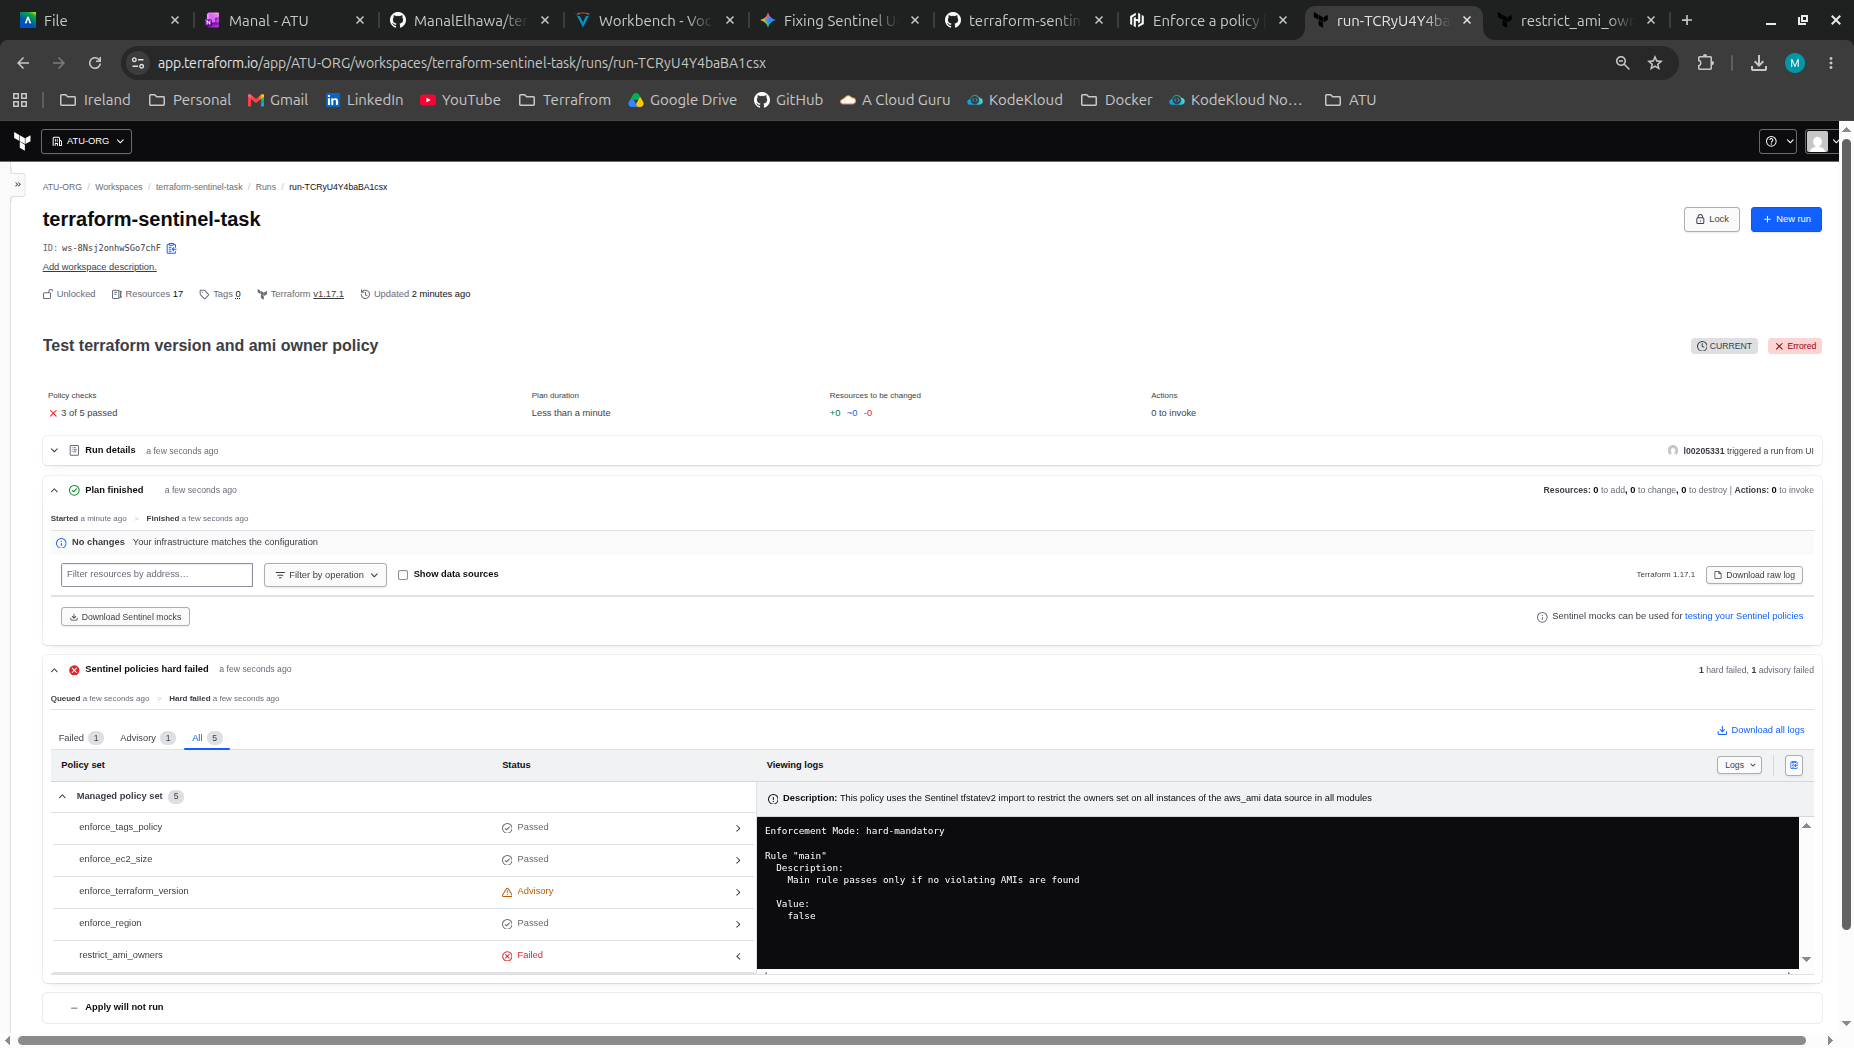 File
Manal - ATU
ManalElhawa/ter
Workbench - Voc
Fixing Sentinel U
terraform-sentin
Enforce a policy
run-TCRyU4Y4ba
restrict_ami_own
app.terraform.io/app/ATU-ORG/workspaces/terraform-sentinel-task/runs/run-TCRyU4Y4baBA1csx
M
Ireland
Personal
Gmail
LinkedIn
YouTube
Terrafrom
Google Drive
GitHub
A Cloud Guru
KodeKloud
Docker
KodeKloud No...
ATU
ATU-ORG
ATU-ORG / Workspaces / terraform-sentinel-task / Runs / run-TCRyU4Y4baBA1csx
terraform-sentinel-task
Lock
+ New run
ID: ws-8Nsj2onhwSGo7chF
Add workspace description.
Unlocked
Resources 17
Tags 0
Terraform v1.17.1
Updated 2 minutes ago
Test terraform version and ami owner policy
CURRENT
Errored
Policy checks
Plan duration
Resources to be changed
Actions
3 of 5 passed
Less than a minute
+0 ~0 -0
0 to invoke
Run details a few seconds ago
l00205331 triggered a run from UI
Plan finished a few seconds ago
Resources: 0 to add, 0 to change, 0 to destroy | Actions: 0 to invoke
Started a minute ago > Finished a few seconds ago
No changes Your infrastructure matches the configuration
Filter resources by address...
Filter by operation
Show data sources
Terraform 1.17.1
Download raw log
Download Sentinel mocks
Sentinel mocks can be used for testing your Sentinel policies
Sentinel policies hard failed a few seconds ago
1 hard failed, 1 advisory failed
Queued a few seconds ago > Hard failed a few seconds ago
Failed 1
Advisory 1
All 5
Download all logs
Policy set
Status
Viewing logs
Logs
Managed policy set 5
Description: This policy uses the Sentinel tfstatev2 import to restrict the owners set on all instances of the aws_ami data source in all modules
enforce_tags_policy
Passed
enforce_ec2_size
Passed
enforce_terraform_version
Advisory
enforce_region
Passed
restrict_ami_owners
Failed
Enforcement Mode: hard-mandatory
Rule "main"
Description:
Main rule passes only if no violating AMIs are found
Value:
false
Apply will not run